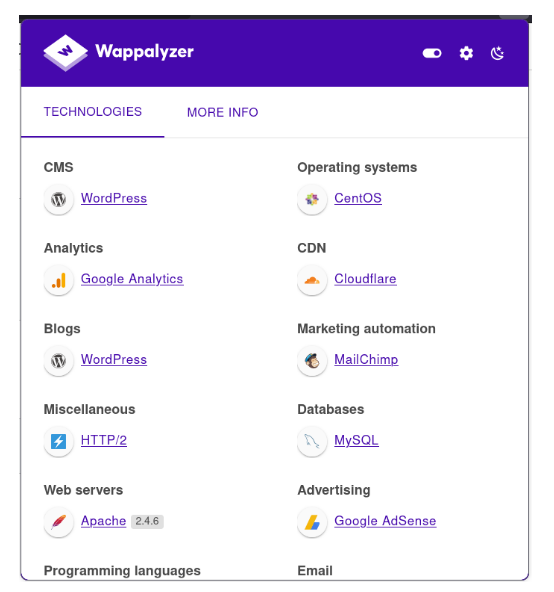 Wappalyzer
TECHNOLOGIES MORE INFO
CMS
WordPress
Operating systems
CentOS
Analytics
Google Analytics
CDN
Cloudflare
Blogs
WordPress
Marketing automation
MailChimp
Miscellaneous
HTTP/2
Databases
MySQL
Web servers
Apache 2.4.6
Advertising
Google AdSense
Programming languages
Email